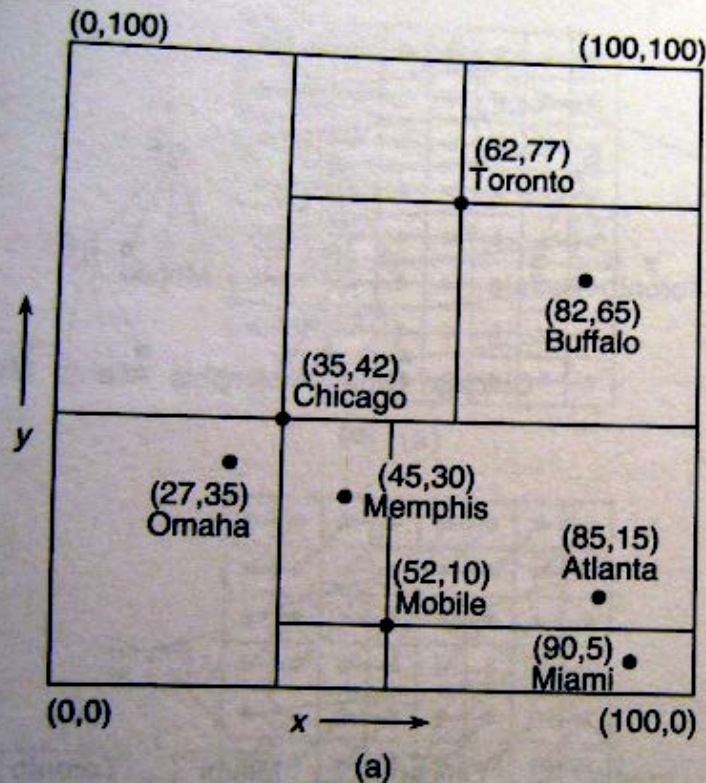 (0,100)
(100,100)
(62,77)
Toronto
(82,65)
Buffalo
(35,42)
Chicago
y
(27,35)
Omaha
(45,30)
Memphis
(85,15)
Atlanta
(52,10)
Mobile
(90,5)
Miami
(0,0)
x
(100,0)
(a)